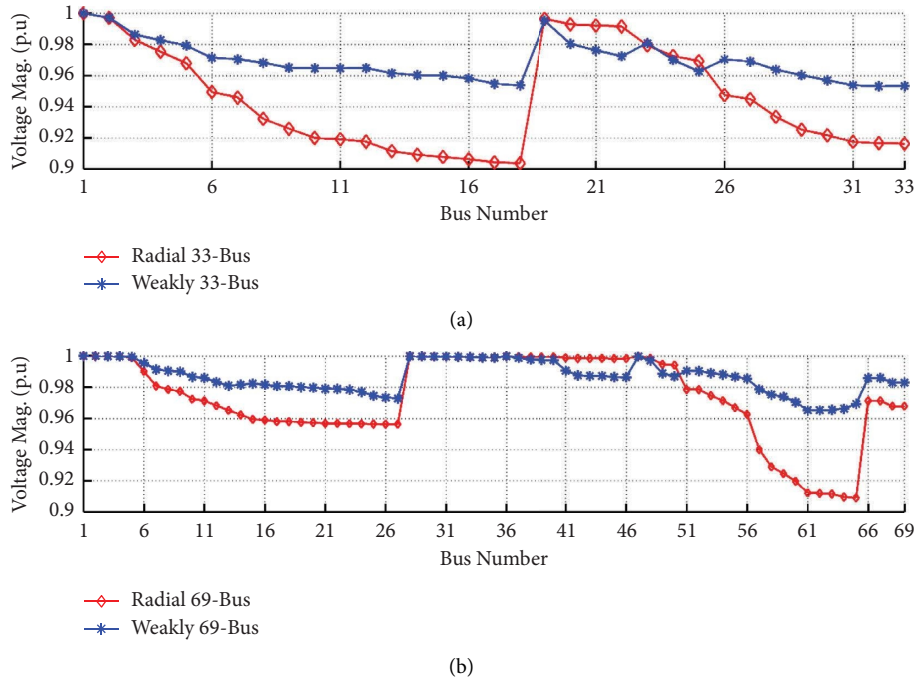 Voltage Mag. (p.u)
1
0.98
0.96
0.94
0.92
0.9
1 6 11 16 21 26 31 33
Bus Number
Radial 33-Bus
Weakly 33-Bus
(a)
Voltage Mag. (p.u)
1
0.98
0.96
0.94
0.92
0.9
1 6 11 16 21 26 31 36 41 46 51 56 61 66 69
Bus Number
Radial 69-Bus
Weakly 69-Bus
(b)